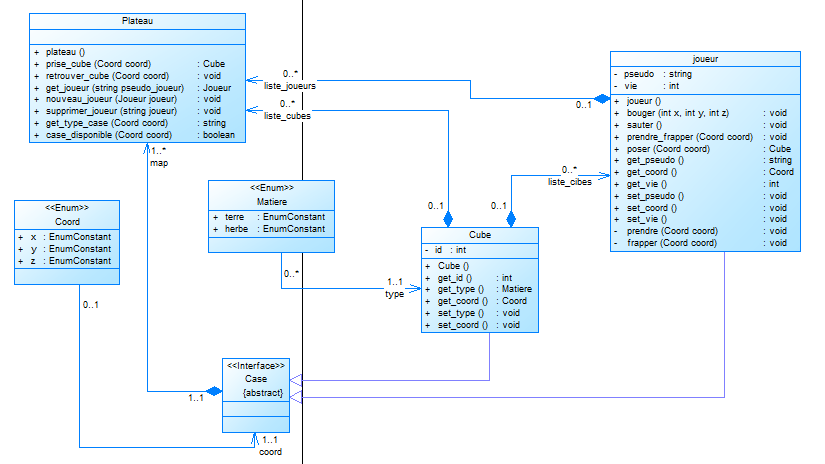 Plateau
+ plateau ()
+ prise_cube (Coord coord) : Cube
+ retrouver_cube (Coord coord) : void
+ get_joueur (string pseudo_joueur) : Joueur
+ nouveau_joueur (Joueur joueur) : void
+ supprimer_joueur (string joueur) : void
+ get_type_case (Coord coord) : string
+ case_disponible (Coord coord) : boolean
0..*
liste_joueurs
0..*
liste_cubes
0..1
joueur
- pseudo : string
- vie : int
+ joueur ()
+ bouger (int x, int y, int z) : void
+ sauter () : void
+ prendre_frapper (Coord coord) : void
+ poser (Coord coord) : Cube
+ get_pseudo () : string
+ get_coord () : Coord
+ get_vie () : int
+ set_pseudo () : void
+ set_coord () : void
+ set_vie () : void
- prendre (Coord coord) : void
- frapper (Coord coord) : void
1..*
map
0..*
liste_cibes
<<Enum>>
Matiere
+ terre : EnumConstant
+ herbe : EnumConstant
<<Enum>>
Coord
+ x : EnumConstant
+ y : EnumConstant
+ z : EnumConstant
0..1
0..1
Cube
- id : int
+ Cube ()
+ get_id () : int
+ get_type () : Matiere
+ get_coord () : Coord
+ set_type () : void
+ set_coord () : void
0..*
1..1
type
0..1
<<Interface>>
Case
{abstract}
1..1
1..1
coord